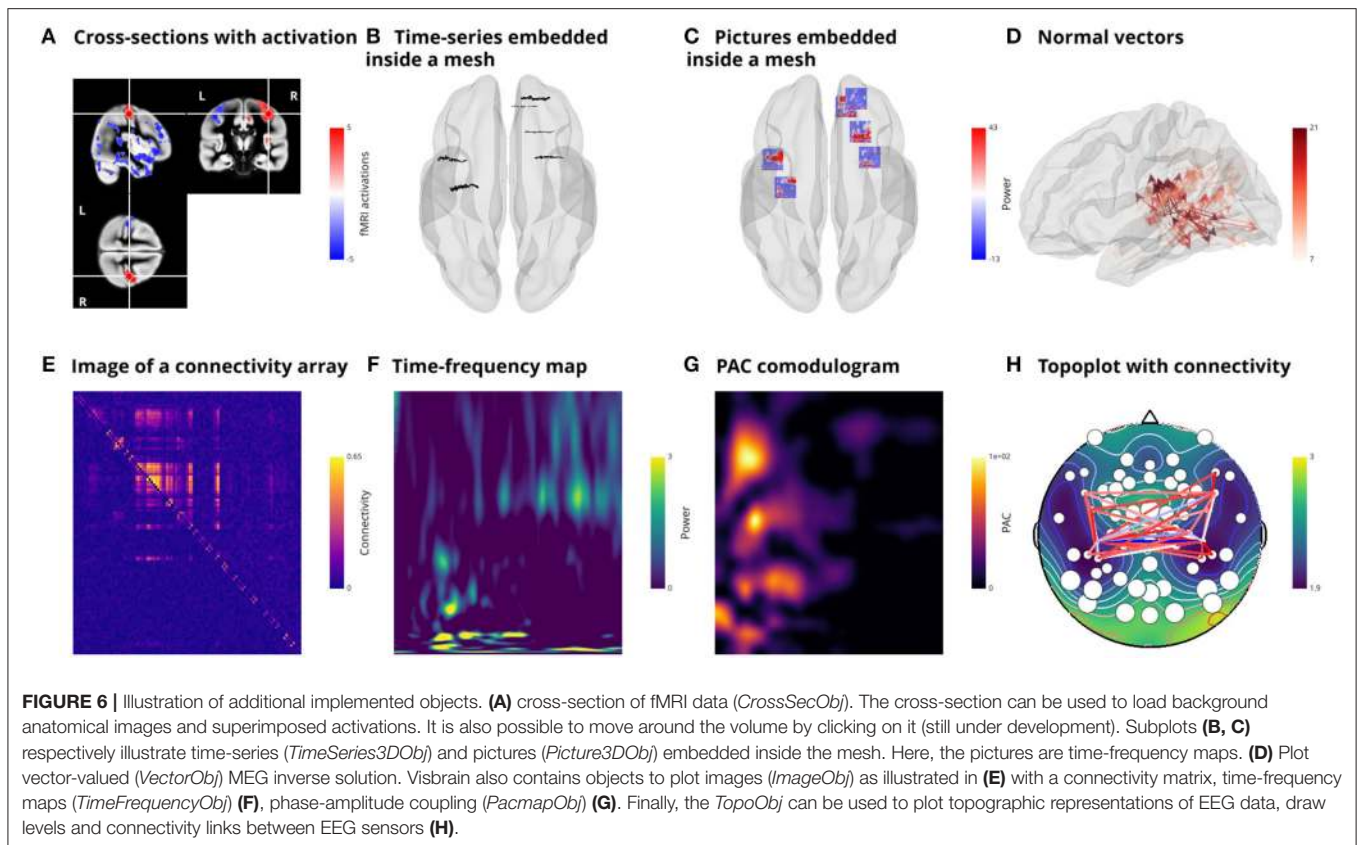 A Cross-sections with activation
B Time-series embedded
inside a mesh
C Pictures embedded
inside a mesh
D Normal vectors
L
R
L
R
5
fMRI activations
-5
43
Power
-13
21
7
E Image of a connectivity array
F Time-frequency map
G PAC comodulogram
H Topoplot with connectivity
0.65
Connectivity
0
3
Power
0
1e+02
PAC
0
3
1.9
FIGURE 6 | Illustration of additional implemented objects. (A) cross-section of fMRI data (CrossSecObj). The cross-section can be used to load background
anatomical images and superimposed activations. It is also possible to move around the volume by clicking on it (still under development). Subplots (B, C)
respectively illustrate time-series (TimeSeries3DObj) and pictures (Picture3DObj) embedded inside the mesh. Here, the pictures are time-frequency maps. (D) Plot
vector-valued (VectorObj) MEG inverse solution. Visbrain also contains objects to plot images (ImageObj) as illustrated in (E) with a connectivity matrix, time-frequency
maps (TimeFrequencyObj) (F), phase-amplitude coupling (PacmapObj) (G). Finally, the TopoObj can be used to plot topographic representations of EEG data, draw
levels and connectivity links between EEG sensors (H).